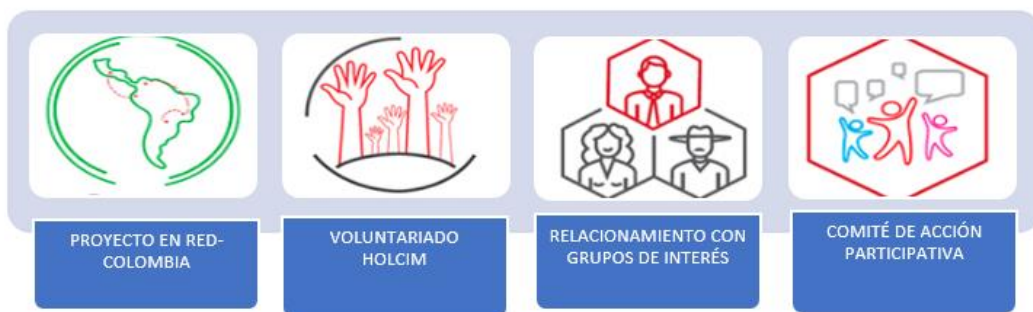 PROYECTO EN RED-
COLOMBIA
VOLUNTARIADO
HOLCIM
RELACIONAMIENTO CON
GRUPOS DE INTERÉS
COMITÉ DE ACCIÓN
PARTICIPATIVA